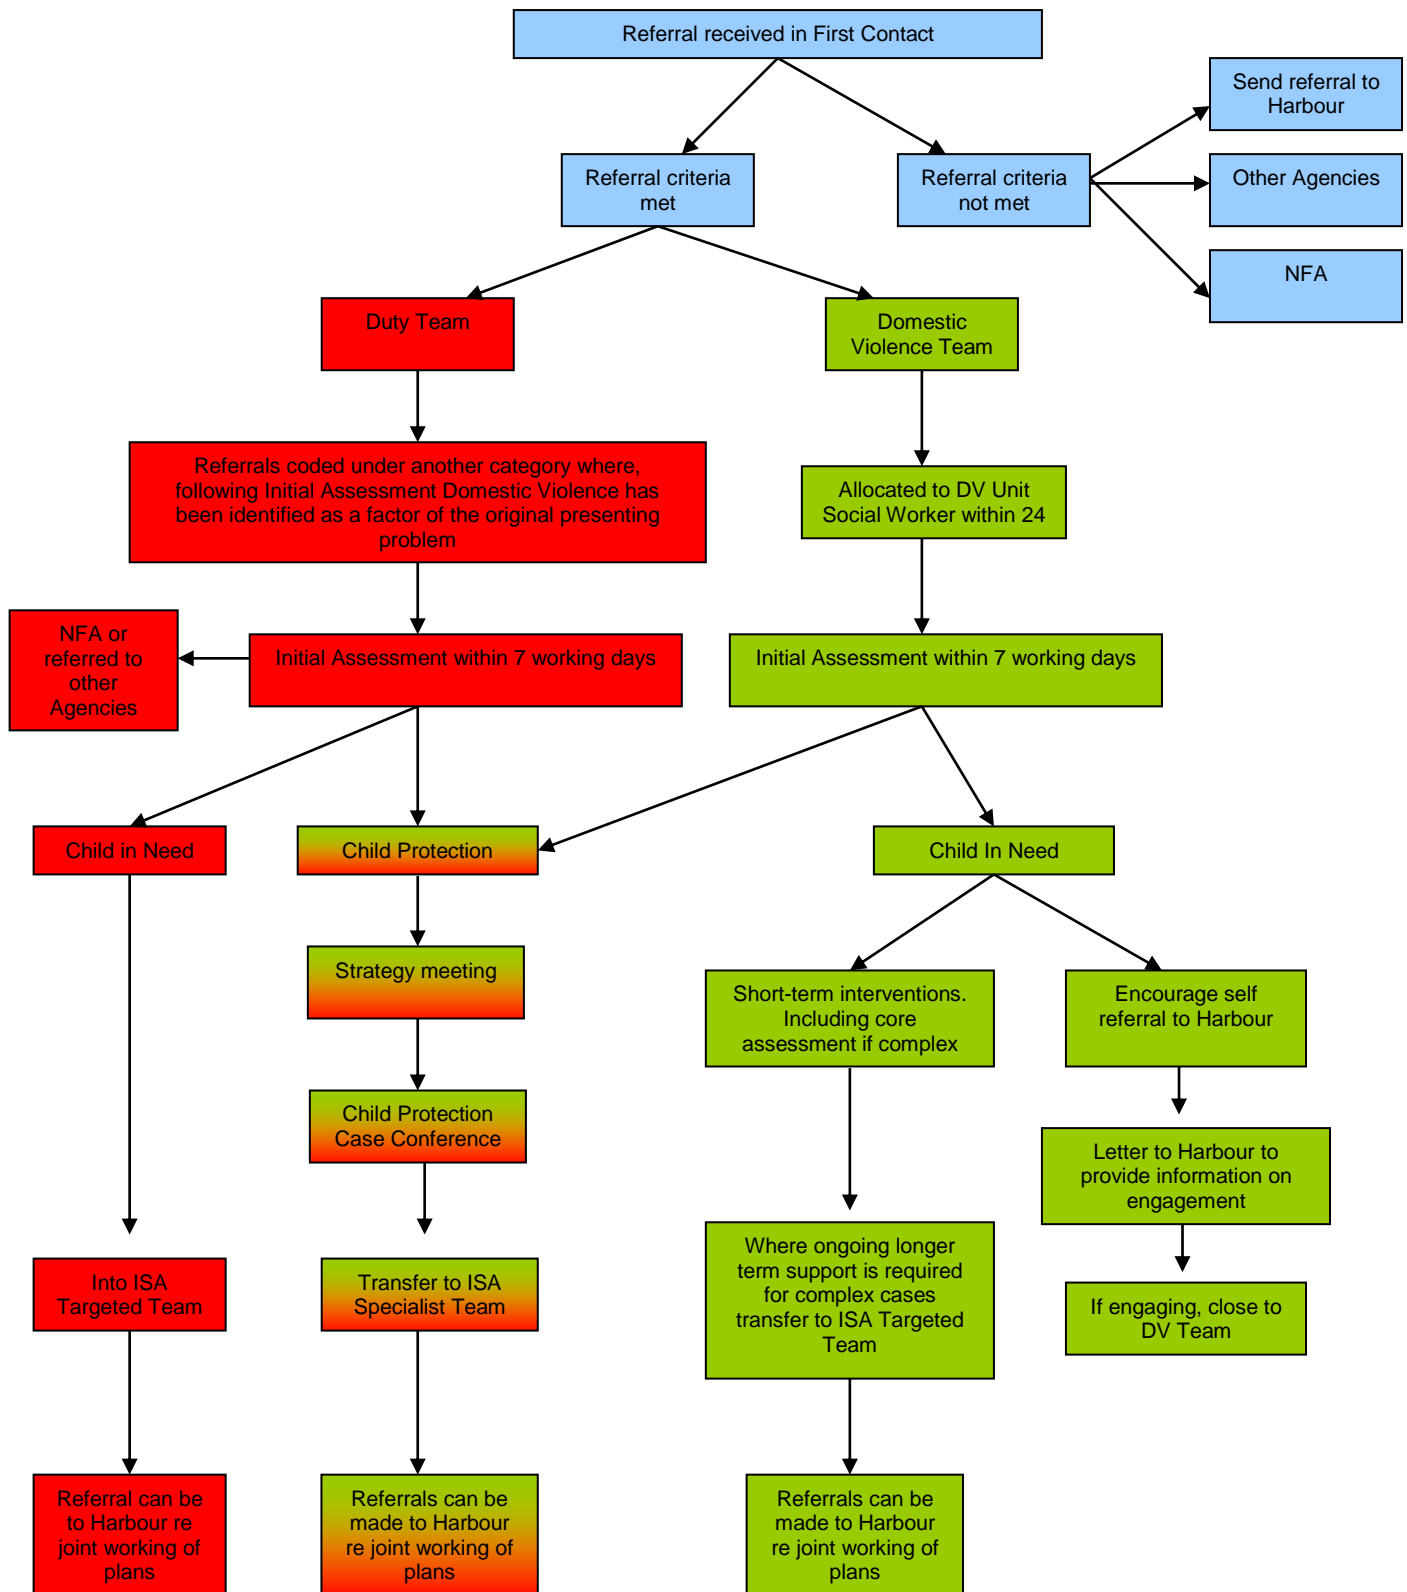 Referral received in First Contact
Send referral to
Harbour
Referral criteria
met
Referral criteria
not met
Other Agencies
NFA
Duty Team
Domestic
Violence Team
Referrals coded under another category where,
following Initial Assessment Domestic Violence has
been identified as a factor of the original presenting
problem
Allocated to DV Unit
Social Worker within 24
NFA or
referred to
other
Agencies
Initial Assessment within 7 working days
Initial Assessment within 7 working days
Child in Need
Child Protection
Child In Need
Strategy meeting
Short-term interventions.
Including core
assessment if complex
Encourage self
referral to Harbour
Child Protection
Case Conference
Letter to Harbour to
provide information on
engagement
Into ISA
Targeted Team
Transfer to ISA
Specialist Team
Where ongoing longer
term support is required
for complex cases
transfer to ISA Targeted
Team
If engaging, close to
DV Team
Referral can be
to Harbour re
joint working of
plans
Referrals can be
made to Harbour
re joint working of
plans
Referrals can be
made to Harbour
re joint working of
plans